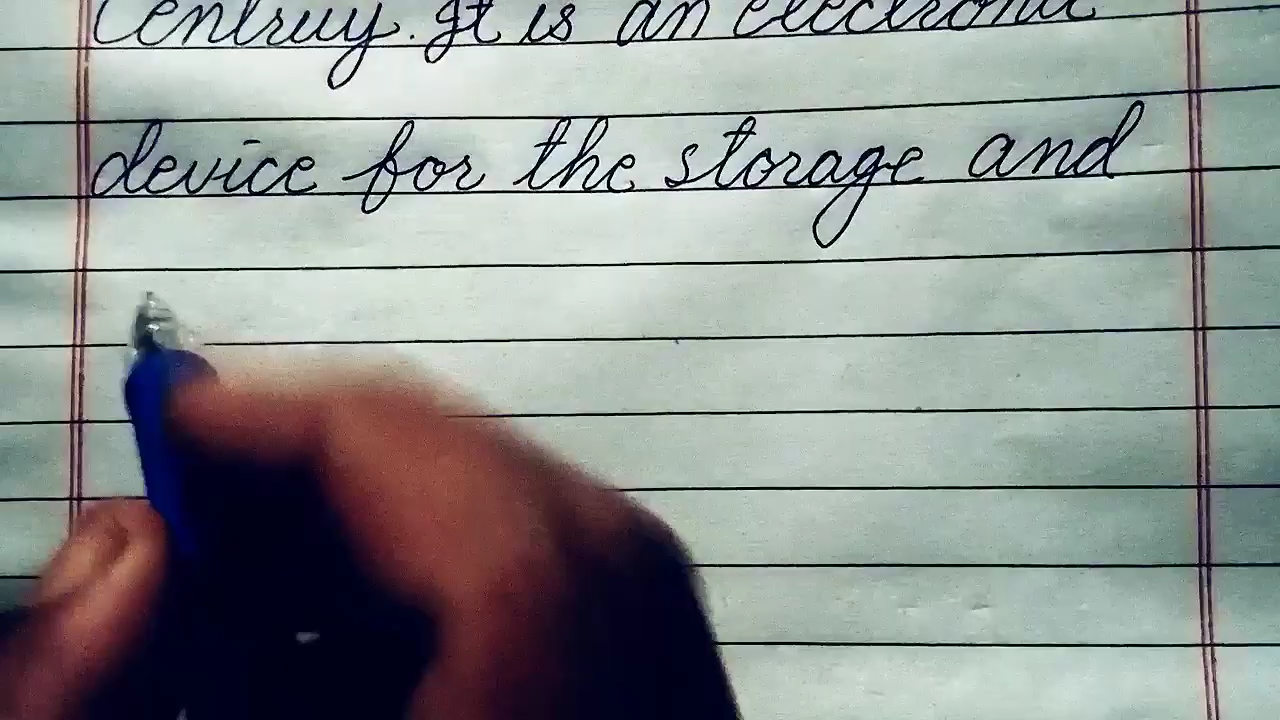 Centruy. It is an electronic
device for the storage and